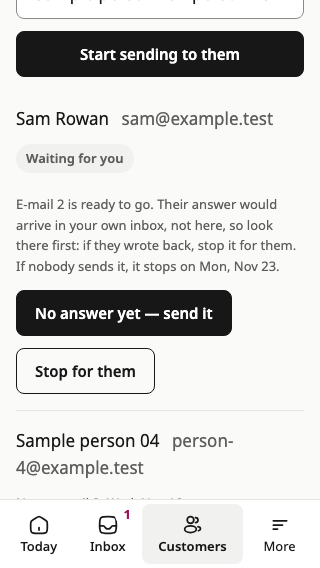 Start sending to them
Sam Rowan sam@example.test
Waiting for you
E-mail 2 is ready to go. Their answer would
arrive in your own inbox, not here, so look
there first: if they wrote back, stop it for them.
If nobody sends it, it stops on Mon, Nov 23.
No answer yet — send it
Stop for them
Sample person 04 person-
4@example.test
1
Today Inbox Customers More